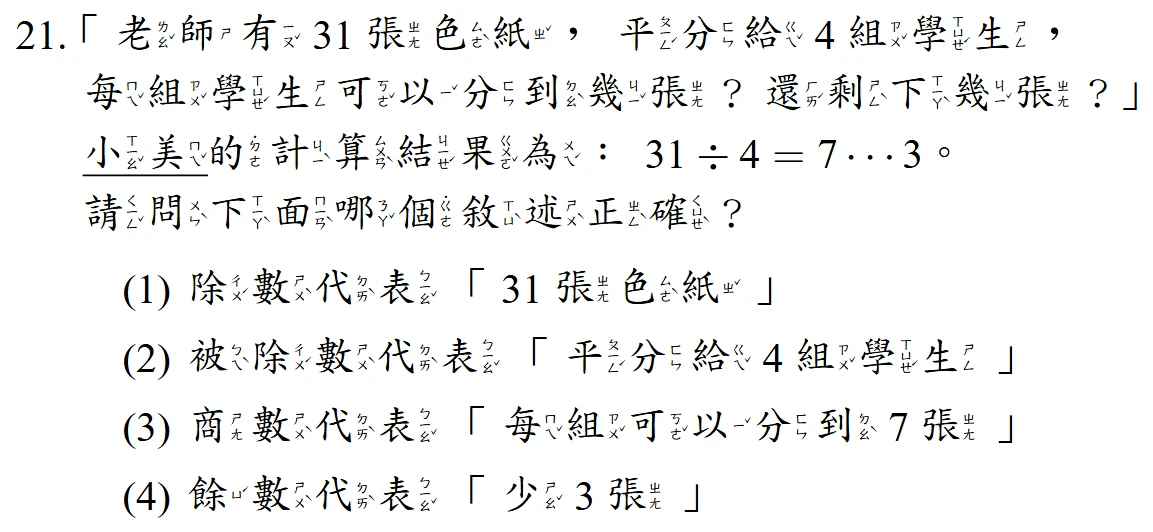 21.「老師有 31 張色紙，平分給 4 組學生，
每組學生可以分到幾張？還剩下幾張？」
小美的計算結果為： 31 ÷ 4 = 7 ⋯ 3。
請問下面哪個敘述正確？
(1) 除數代表「31 張色紙」
(2) 被除數代表「平分給 4 組學生」
(3) 商數代表「每組可以分到 7 張」
(4) 餘數代表「少 3 張」